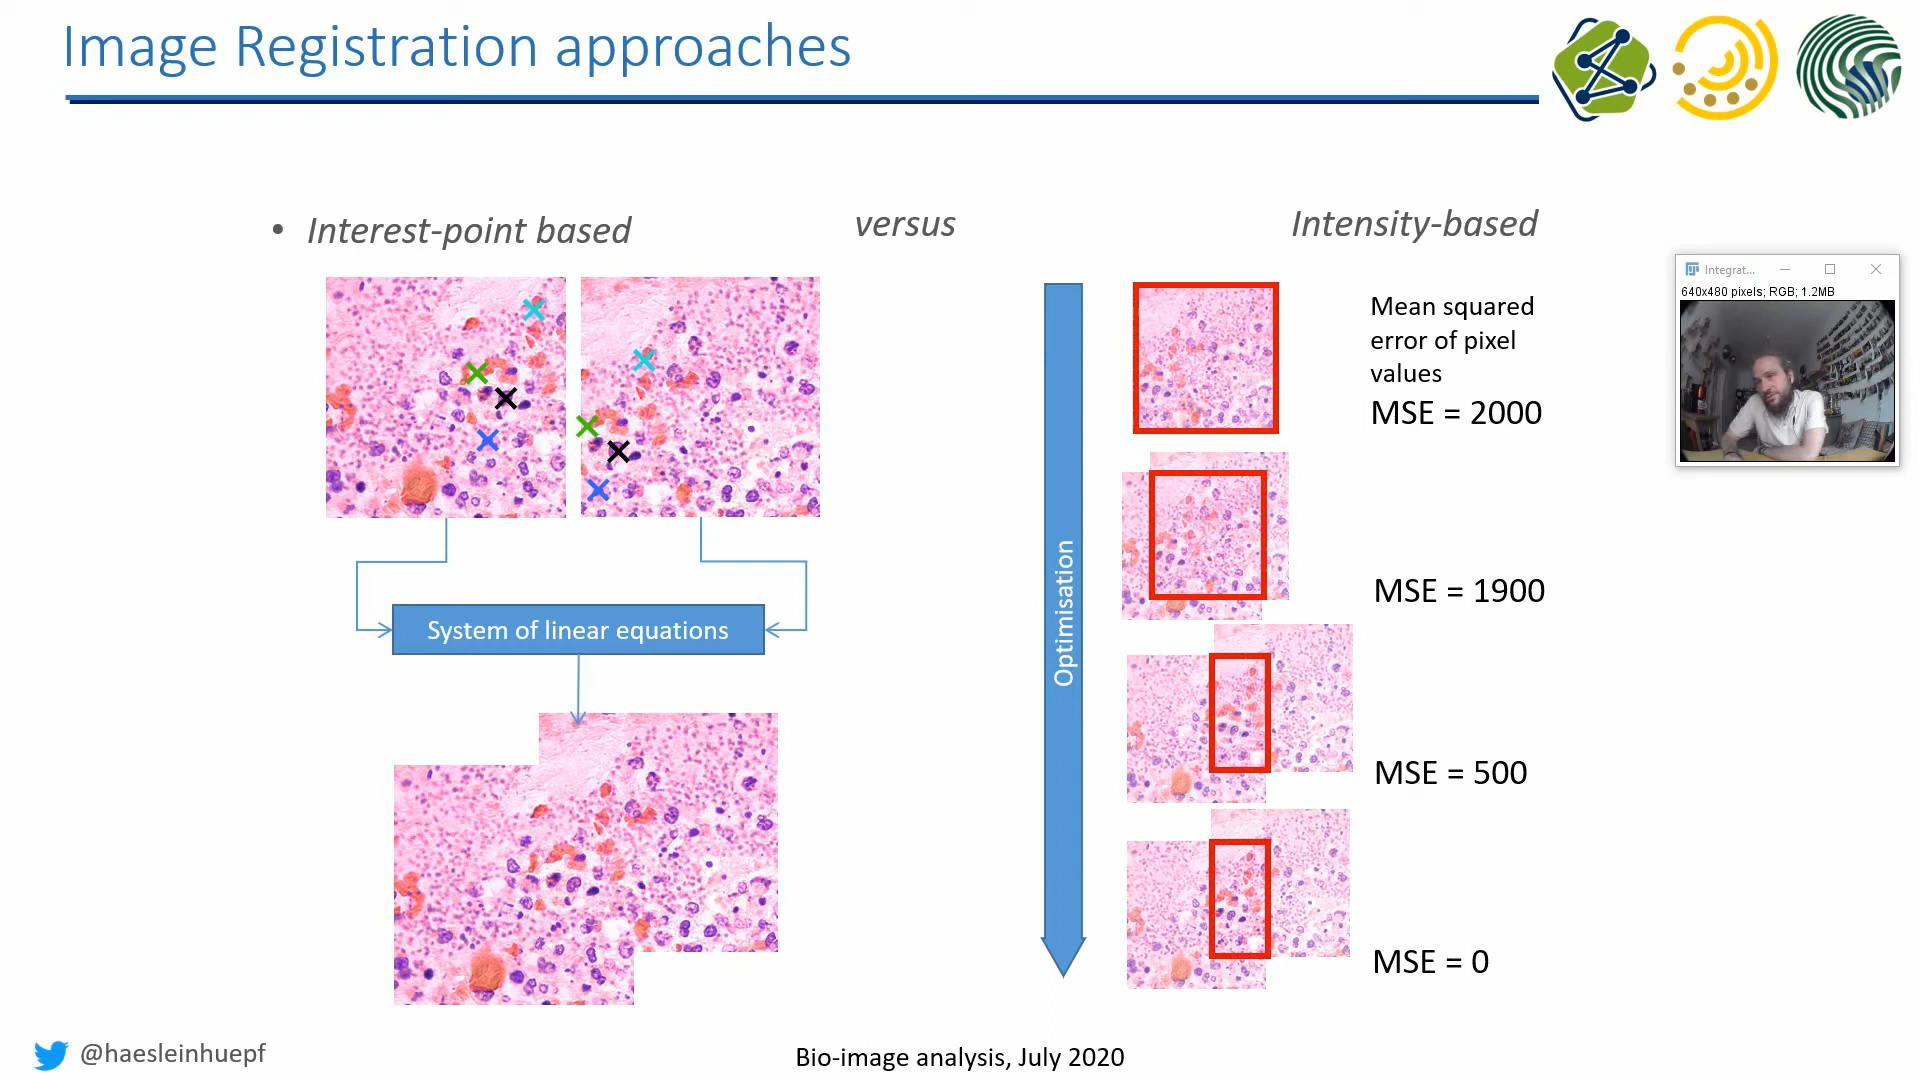 Image Registration approaches
• Interest-point based
versus
Intensity-based
Integrat...
640x480 pixels; RGB; 1.2MB
Mean squared
error of pixel
values
MSE = 2000
MSE = 1900
Optimisation
System of linear equations
MSE = 500
MSE = 0
@haesleinhuepf
Bio-image analysis, July 2020